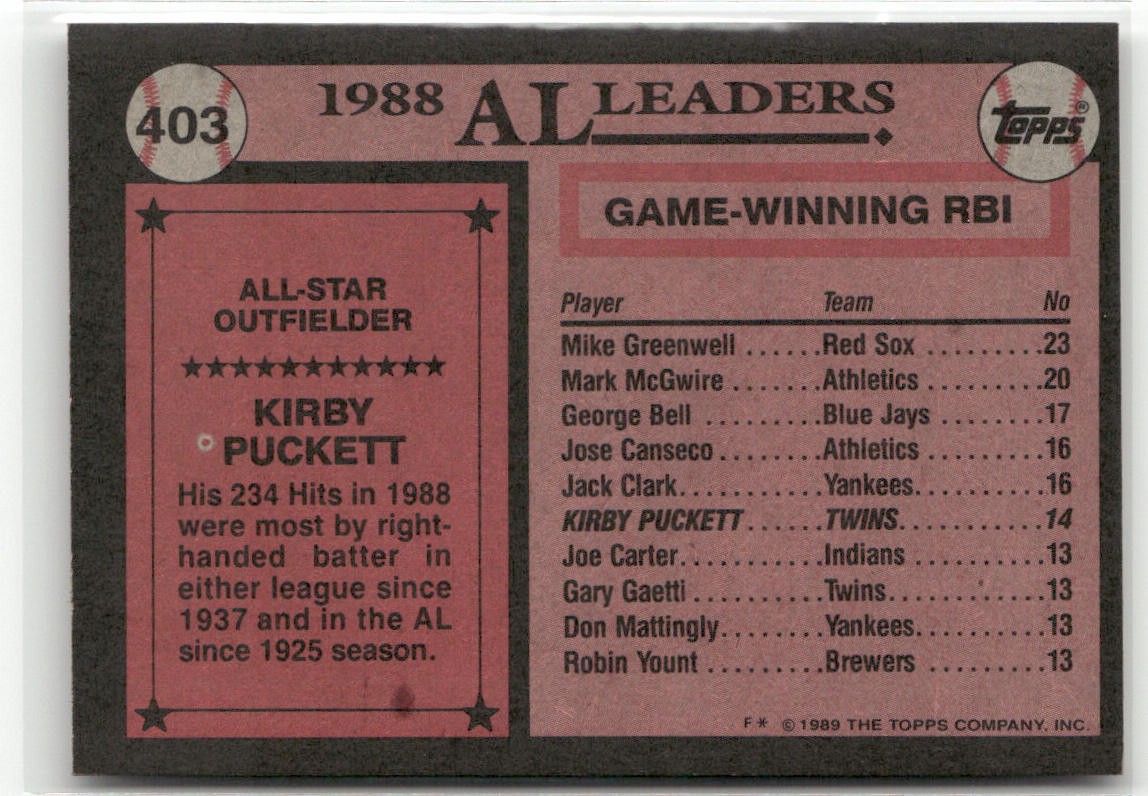 403
1988 AL LEADERS
Topps®
ALL-STAR
OUTFIELDER
KIRBY
PUCKETT
His 234 Hits in 1988
were most by right-
handed batter in
either league since
1937 and in the AL
since 1925 season.
GAME-WINNING RBI
Player Team No
Mike Greenwell ......Red Sox .........23
Mark McGwire .......Athletics .........20
George Bell ........Blue Jays .......17
Jose Canseco.......Athletics .........16
Jack Clark..........Yankees.........16
KIRBY PUCKETT......TWINS..........14
Joe Carter..........Indians .........13
Gary Gaetti .........Twins...........13
Don Mattingly.......Yankees.........13
Robin Yount ........Brewers .........13
F* © 1989 THE TOPPS COMPANY, INC.